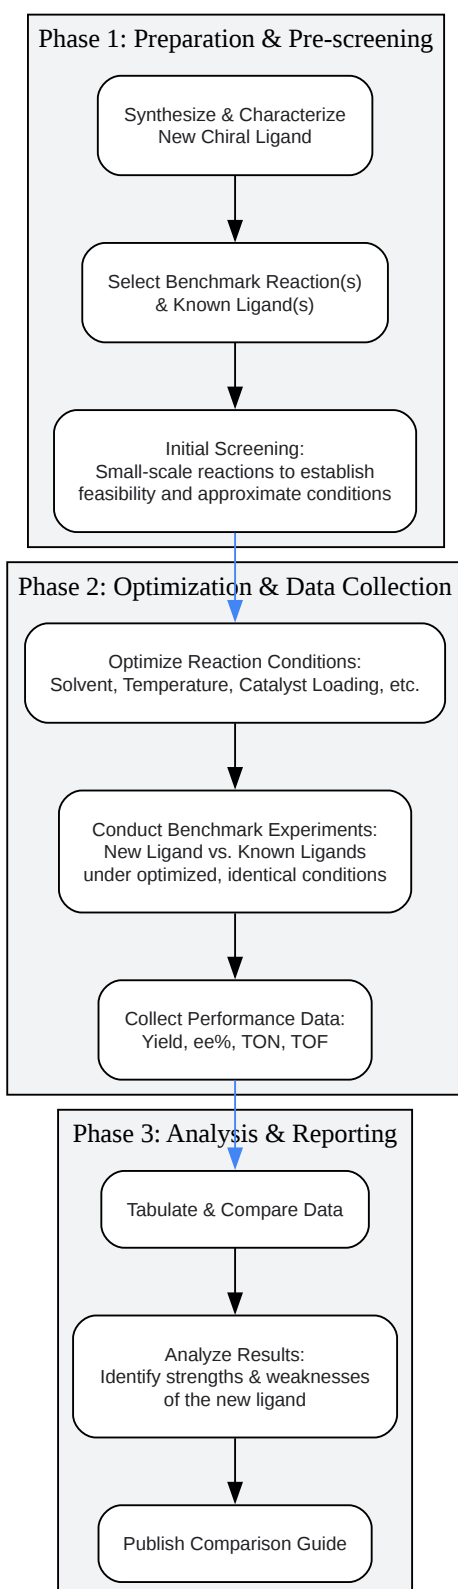 Phase 1: Preparation & Pre-screening
Synthesize & Characterize
New Chiral Ligand
Select Benchmark Reaction(s)
& Known Ligand(s)
Initial Screening:
Small-scale reactions to establish
feasibility and approximate conditions
Phase 2: Optimization & Data Collection
Optimize Reaction Conditions:
Solvent, Temperature, Catalyst Loading, etc.
Conduct Benchmark Experiments:
New Ligand vs. Known Ligands
under optimized, identical conditions
Collect Performance Data:
Yield, ee%, TON, TOF
Phase 3: Analysis & Reporting
Tabulate & Compare Data
Analyze Results:
Identify strengths & weaknesses
of the new ligand
Publish Comparison Guide